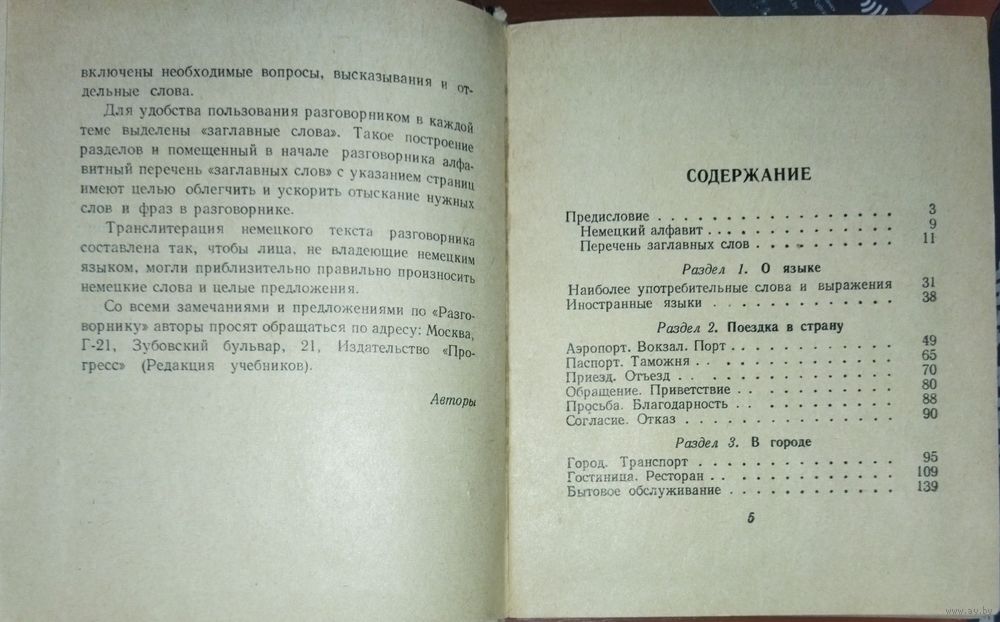 включены необходимые вопросы, высказывания и от-
дельные слова.
Для удобства пользования разговорником в каждой
теме выделены «заглавные слова». Такое построение
разделов и помещенный в начале разговорника алфа-
витный перечень «заглавных слов» с указанием страниц
имеют целью облегчить и ускорить отыскание нужных
слов и фраз в разговорнике.
Транслитерация немецкого текста разговорника
составлена так, чтобы лица, не владеющие немецким
языком, могли приблизительно правильно произносить
немецкие слова и целые предложения.
Со всеми замечаниями и предложениями по «Разго-
ворнику» авторы просят обращаться по адресу: Москва,
Г-21, Зубовский бульвар, 21, Издательство «Про-
гресс» (Редакция учебников).
Авторы
СОДЕРЖАНИЕ
Предисловие . . . . . . . . . . . . . . . . 3
Немецкий алфавит . . . . . . . . . . . . . 9
Перечень заглавных слов . . . . . . . . . . 11
Раздел 1. О языке
Наиболее употребительные слова и выражения 31
Иностранные языки . . . . . . . . . . . . . 38
Раздел 2. Поездка в страну
Аэропорт. Вокзал. Порт . . . . . . . . . . . 49
Паспорт. Таможня . . . . . . . . . . . . . . 65
Приезд. Отъезд . . . . . . . . . . . . . . . 70
Обращение. Приветствие . . . . . . . . . . . 80
Просьба. Благодарность . . . . . . . . . . . 88
Согласие. Отказ . . . . . . . . . . . . . . 90
Раздел 3. В городе
Город. Транспорт . . . . . . . . . . . . . . 95
Гостиница. Ресторан . . . . . . . . . . . . 109
Бытовое обслуживание . . . . . . . . . . . . 139
5
www.av.by